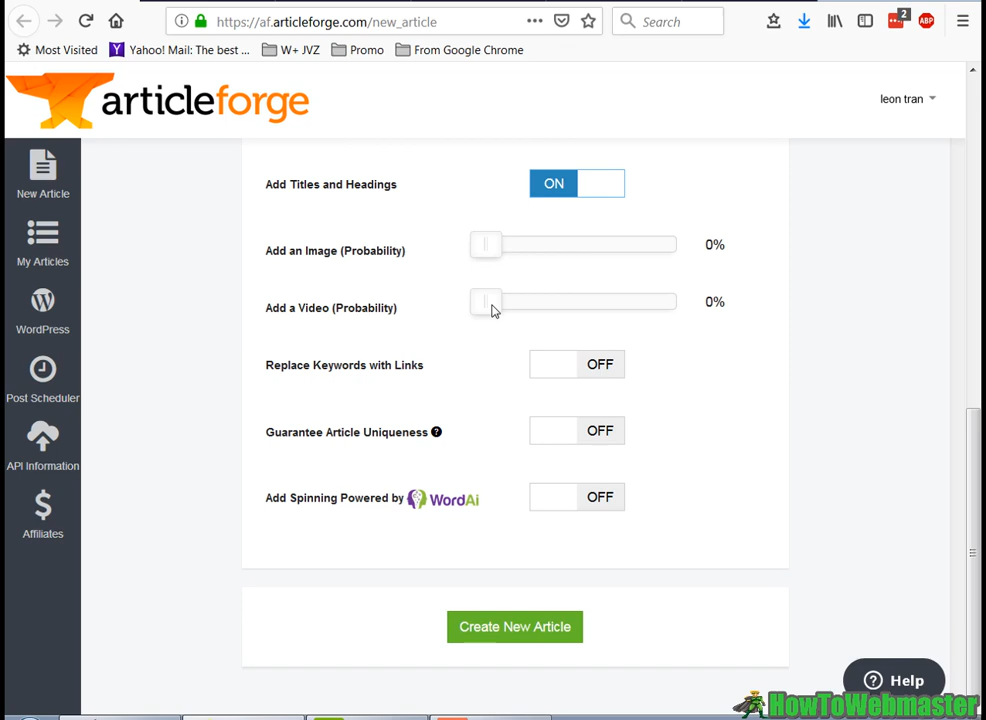 https://af.articleforge.com/new_article
Search
2
ABP
Most Visited
Yahoo! Mail: The best ...
W+ JVZ
Promo
From Google Chrome
articleforge
leon tran
New Article
My Articles
WordPress
Post Scheduler
API Information
Affiliates
Add Titles and Headings
ON
Add an Image (Probability)
0%
Add a Video (Probability)
0%
Replace Keywords with Links
OFF
Guarantee Article Uniqueness ?
OFF
Add Spinning Powered by WordAi
OFF
Create New Article
? Help
HowToWebmaster